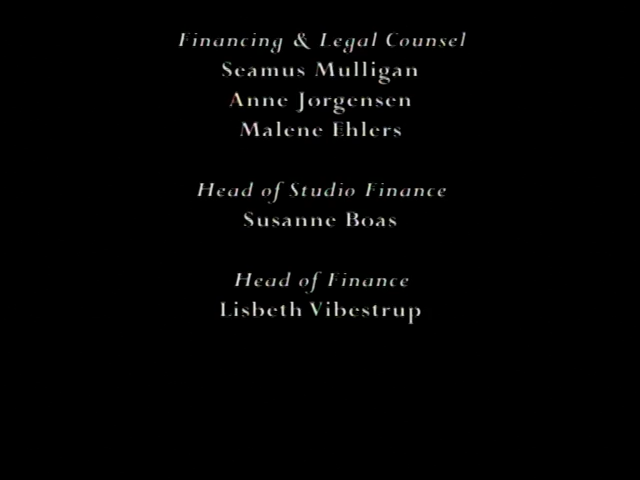 Financing & Legal Counsel
Seamus Mulligan
Anne Jørgensen
Malene Ehlers
Head of Studio Finance
Susanne Boas
Head of Finance
Lisbeth Vibestrup